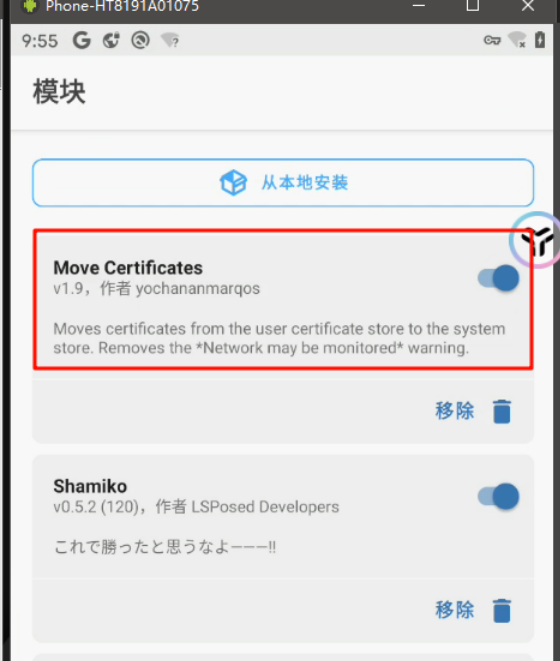 Phone-HT8191A01075
9:55
模块
从本地安装
Move Certificates
v1.9，作者 yochananmarqos
Moves certificates from the user certificate store to the system
store. Removes the *Network may be monitored* warning.
移除
Shamiko
v0.5.2 (120)，作者 LSPosed Developers
これで勝ったと思うなよ―――!!
移除